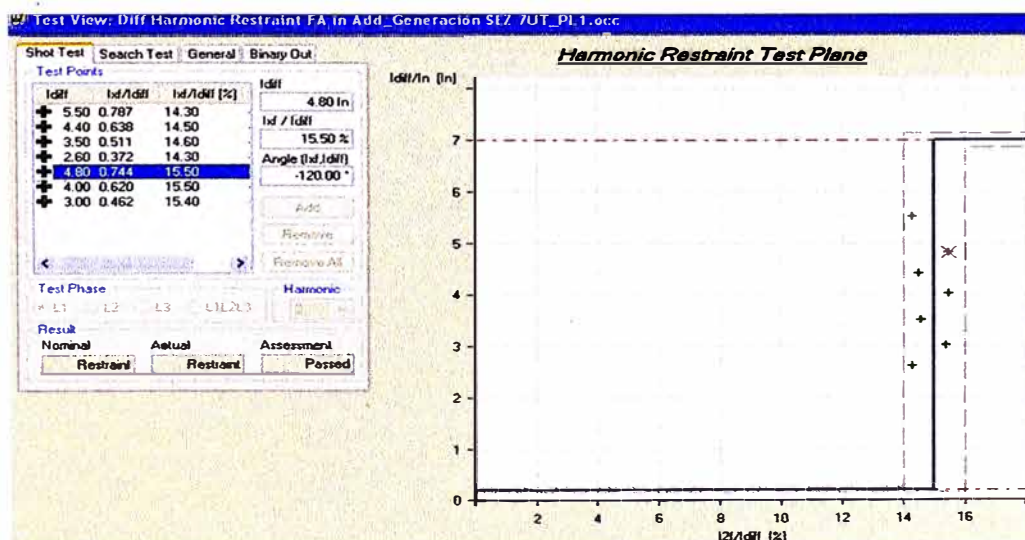 Test View: Diff Harmonic Restraint FA in Add_Generación SEZ 7UT_PL1.occ
Shot Test Search Test General Binary Out
Test Points
Idiff Ixf/Idiff Ixf/Idiff [%]
5.50 0.787 14.30
4.40 0.638 14.50
3.50 0.511 14.60
2.60 0.372 14.30
4.80 0.744 15.50
4.00 0.620 15.50
3.00 0.462 15.40
Idiff
4.80 In
Ixf / Idiff
15.50 %
Angle (Ixf,Idiff)
-120.00 °
Add
Remove
Remove All
Test Phase
L1 L2 L3 L1L2L3
Harmonic
Result
Nominal Actual Assessment
Restraint Restraint Passed
Harmonic Restraint Test Plane
Idiff/In [In]
7
6
5
4
3
2
1
0
2 4 6 8 10 12 14 16
I2f/Idiff [%]